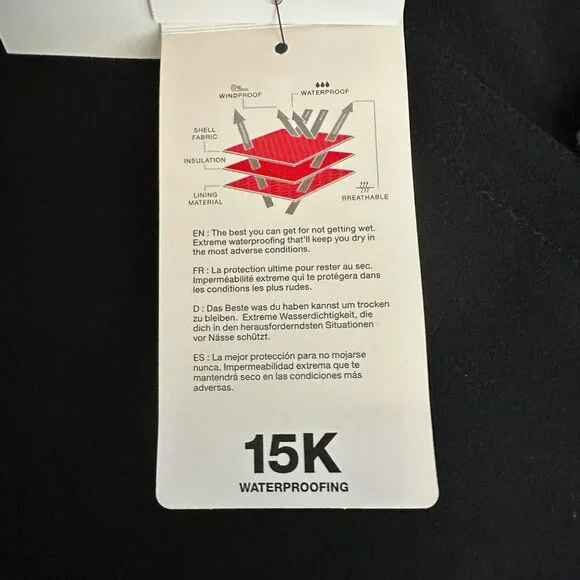 WINDPROOF
WATERPROOF
SHELL
FABRIC
INSULATION
LINING
MATERIAL
BREATHABLE
EN : The best you can get for not getting wet.
Extreme waterproofing that'll keep you dry in
the most adverse conditions.
FR : La protection ultime pour rester au sec.
Imperméabilité extreme qui te protégera dans
les conditions les plus rudes.
D : Das Beste was du haben kannst um trocken
zu bleiben. Extreme Wasserdichtigkeit, die
dich in den herausforderndsten Situationen
vor Nässe schützt.
ES : La mejor protección para no mojarse
nunca. Impermeabilidad extrema que te
mantendrá seco en las condiciones más
adversas.
15K
WATERPROOFING